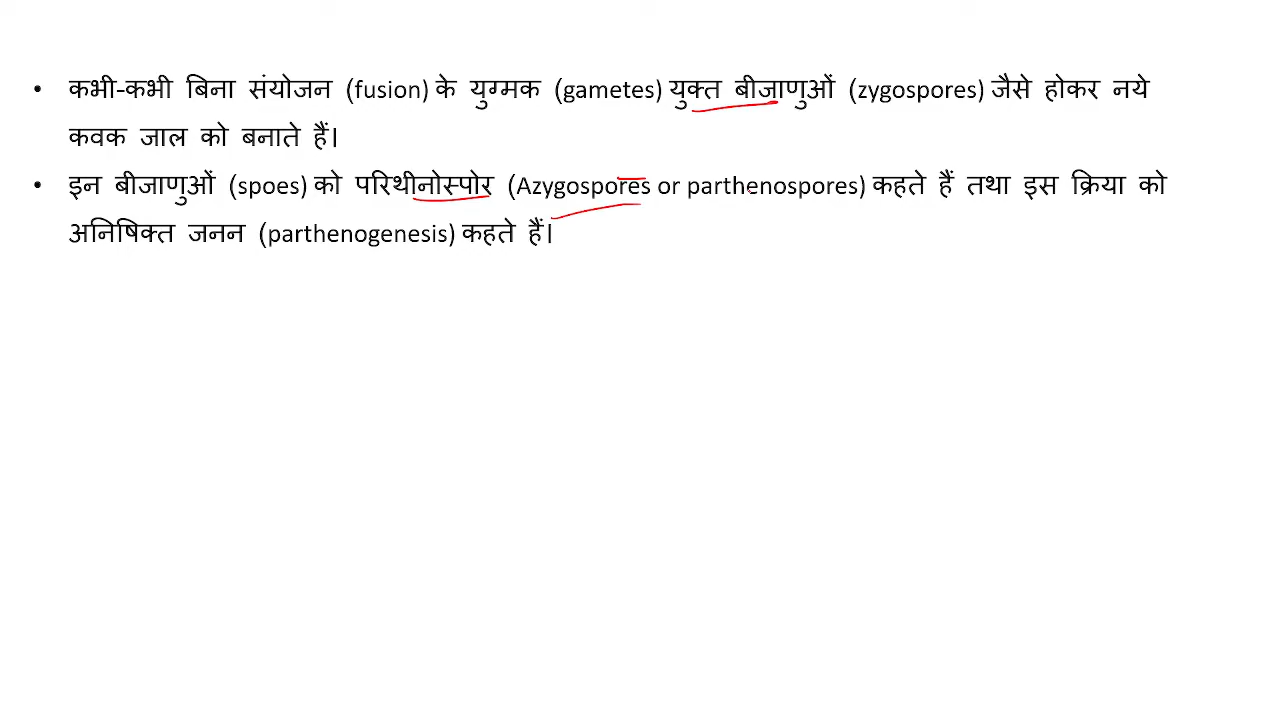 • कभी-कभी बिना संयोजन (fusion) के युग्मक (gametes) युक्त बीजाणुओं (zygospores) जैसे होकर नये
कवक जाल को बनाते हैं।
• इन बीजाणुओं (spoes) को परिथीनोस्पोर (Azygospores or parthenospores) कहते हैं तथा इस क्रिया को
अनिषिक्त जनन (parthenogenesis) कहते हैं।